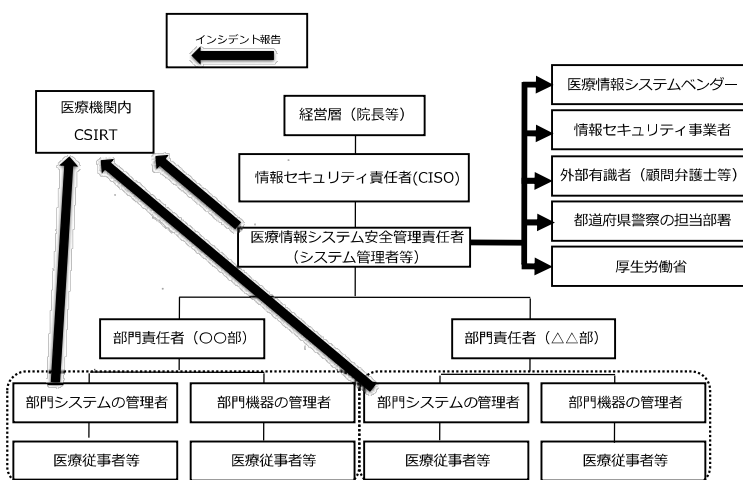 インシデント報告
医療機関内
CSIRT
経営層（院長等）
情報セキュリティ責任者(CISO)
医療情報システム安全管理責任者
（システム管理者等）
医療情報システムベンダー
情報セキュリティ事業者
外部有識者（顧問弁護士等）
都道府県警察の担当部署
厚生労働省
部門責任者（〇〇部）
部門責任者（△△部）
部門システムの管理者
部門機器の管理者
部門システムの管理者
部門機器の管理者
医療従事者等
医療従事者等
医療従事者等
医療従事者等